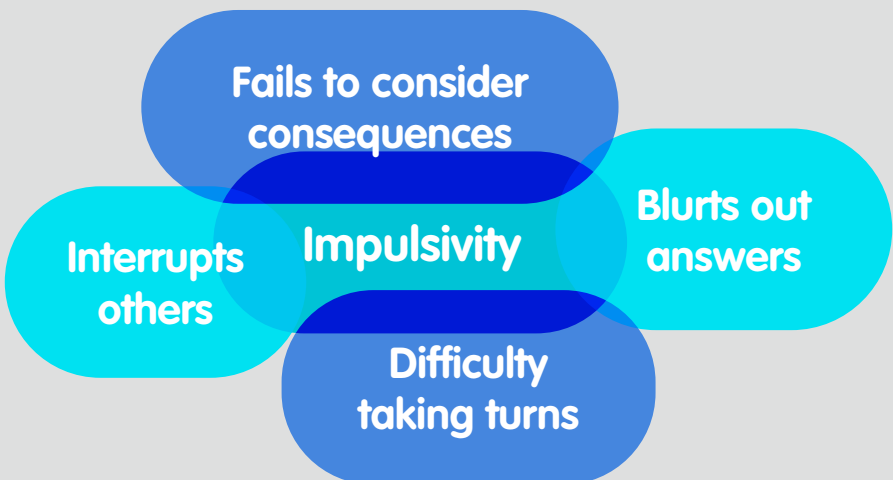 Fails to consider
consequences
Interrupts
others
Impulsivity
Blurts out
answers
Difficulty
taking turns